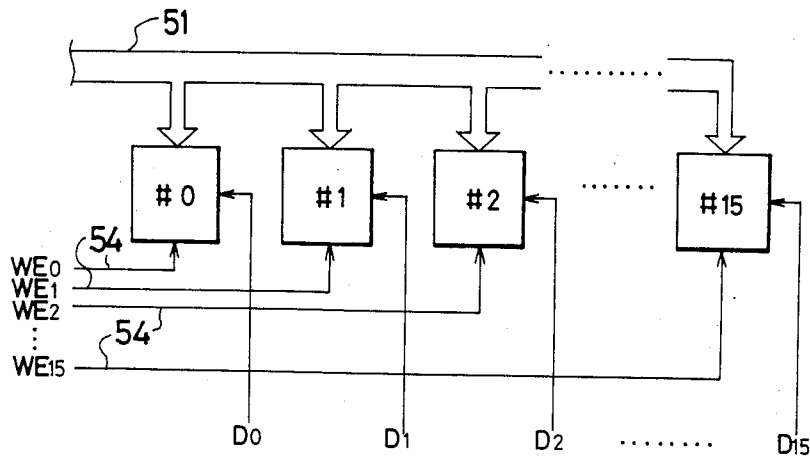 51
#0 #1 #2 ........ #15
54
WE0
WE1
WE2
54
WE15
D0 D1 D2 ........ D15